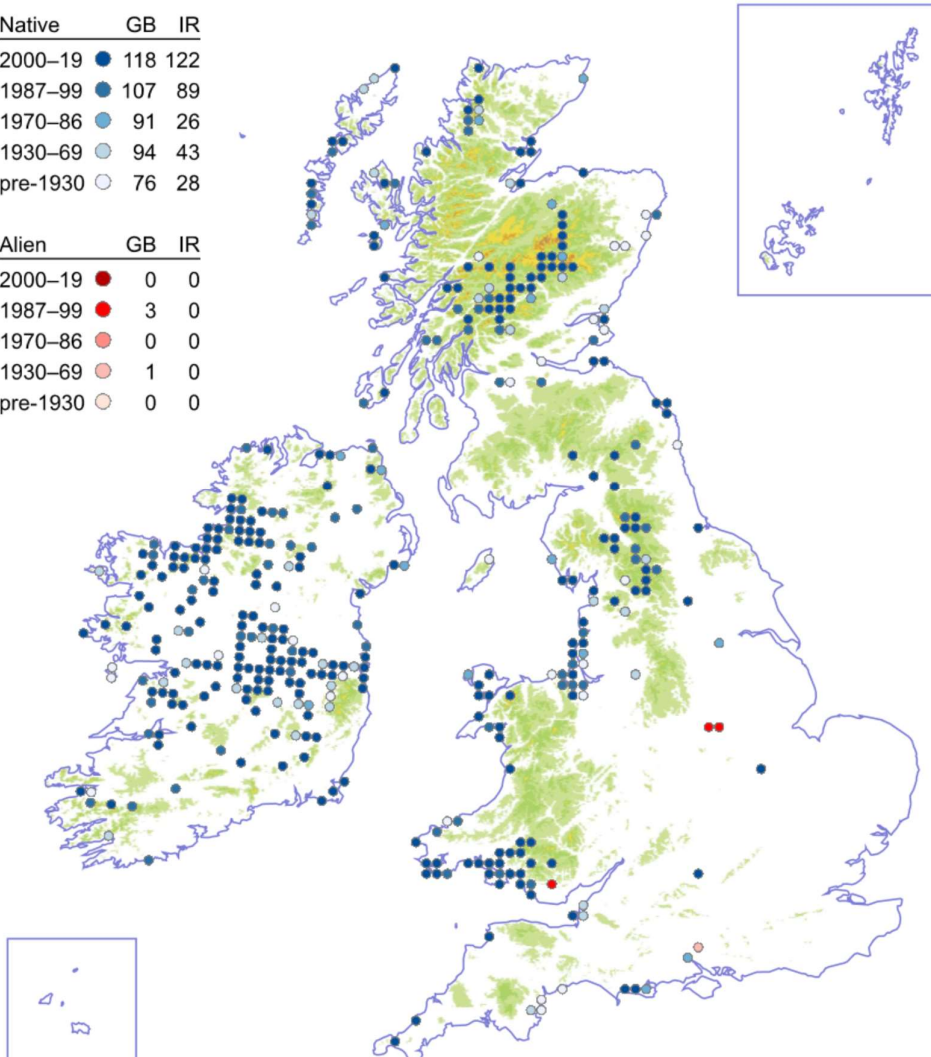 Native GB IR
2000–19 118 122
1987–99 107 89
1970–86 91 26
1930–69 94 43
pre-1930 76 28
Alien GB IR
2000–19 0 0
1987–99 3 0
1970–86 0 0
1930–69 1 0
pre-1930 0 0